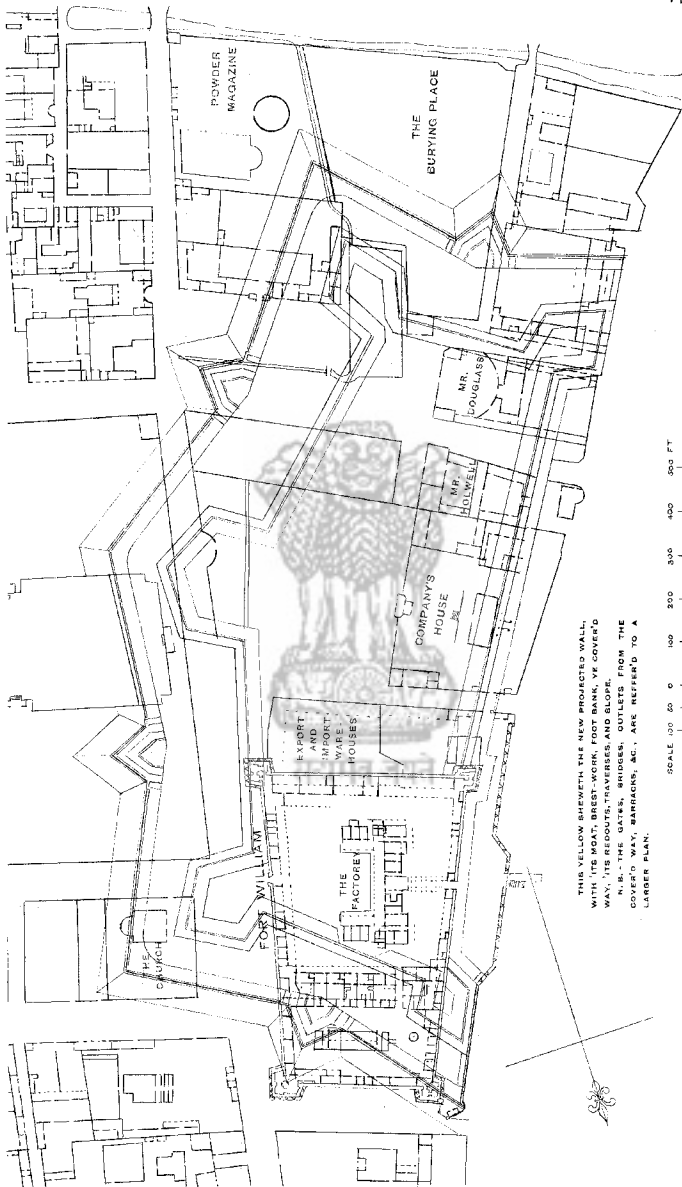 POWDER
MAGAZINE
THE
BURYING PLACE
MR.
DOUGLASS
MR.
HOLWELL
COMPANY'S
HOUSE
EXPORT
AND
IMPORT
WARE
HOUSES
FORT WILLIAM
THE
FACTOREY
THE
CHURCH
THIS YELLOW SHEWETH THE NEW PROJECTED WALL,
WITH ITS MOAT, BREST-WORK, FOOT BANK, YE COVER'D
WAY, ITS REDOUTS, TRAVERSES, AND SLOPE.
N.B.-THE GATES, BRIDGES, OUTLETS FROM THE
COVER'D WAY, BARRACKS, &C., ARE REFFER'D TO A
LARGER PLAN.
SCALE 100 50 0 100 200 300 400 500 FT